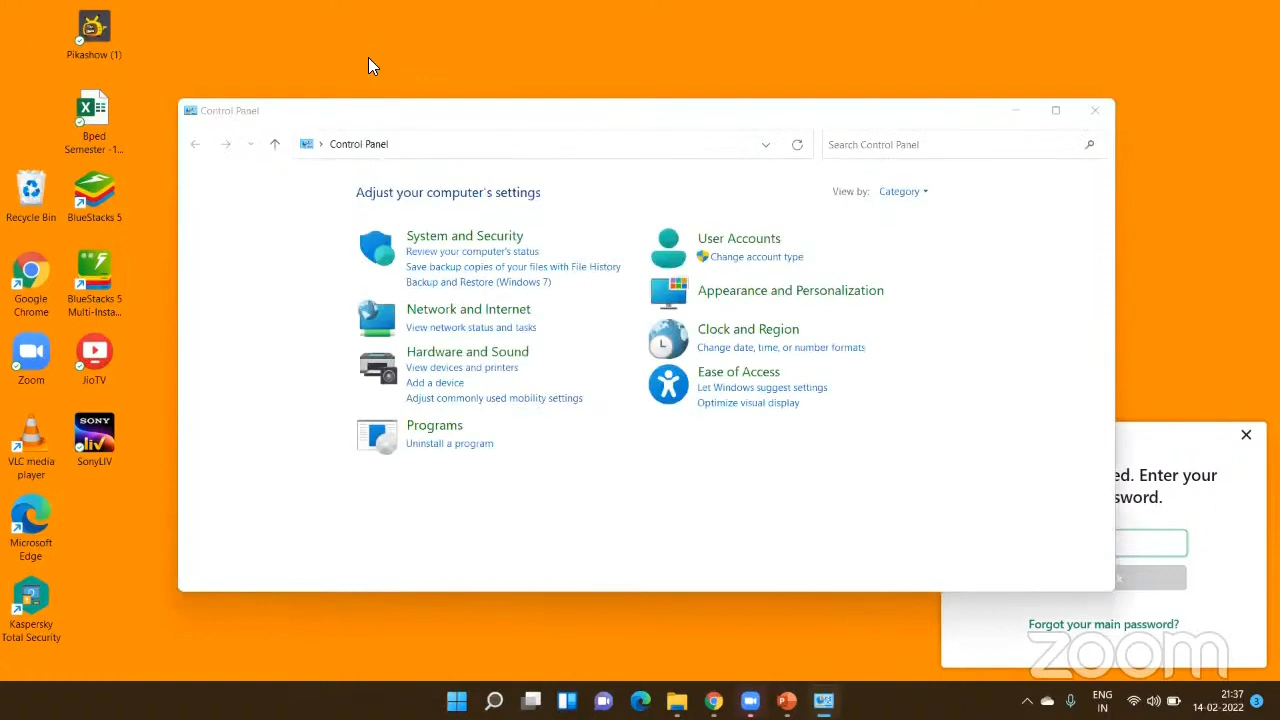 Pikashow (1)
Bped
Semester -1...
Recycle Bin
BlueStacks 5
Google
Chrome
BlueStacks 5
Multi-Insta...
Zoom
JioTV
VLC media
player
SONY
liv
SonyLIV
Microsoft
Edge
Kaspersky
Total Security
Control Panel
Control Panel
Search Control Panel
Adjust your computer's settings
View by: Category
System and Security
Review your computer's status
Save backup copies of your files with File History
Backup and Restore (Windows 7)
Network and Internet
View network status and tasks
Hardware and Sound
View devices and printers
Add a device
Adjust commonly used mobility settings
Programs
Uninstall a program
User Accounts
Change account type
Appearance and Personalization
Clock and Region
Change date, time, or number formats
Ease of Access
Let Windows suggest settings
Optimize visual display
ed. Enter your
sword.
k
Forgot your main password?
zoom
ENG
IN
21:37
14-02-2022
3